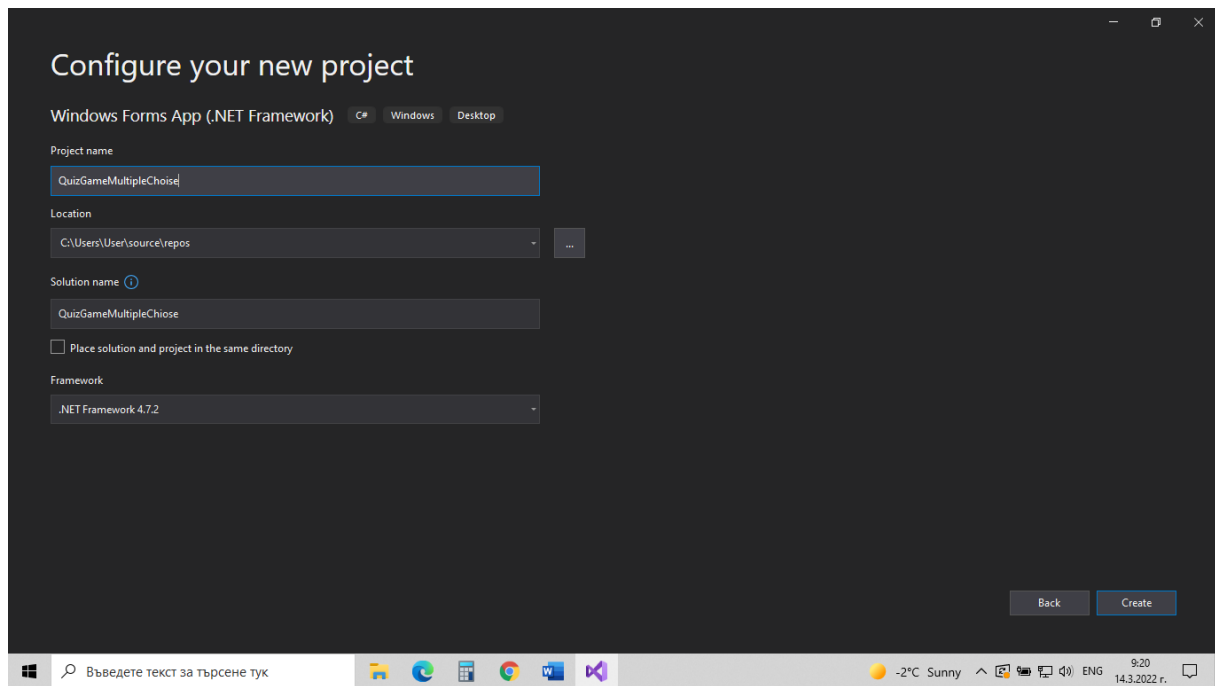 Configure your new project
Windows Forms App (.NET Framework) C# Windows Desktop
Project name
QuizGameMultipleChoise
Location
C:\Users\User\source\repos
...
Solution name
QuizGameMultipleChiose
Place solution and project in the same directory
Framework
.NET Framework 4.7.2
Back Create
Въведете текст за търсене тук
-2°C Sunny ENG 9:20
14.3.2022 г.